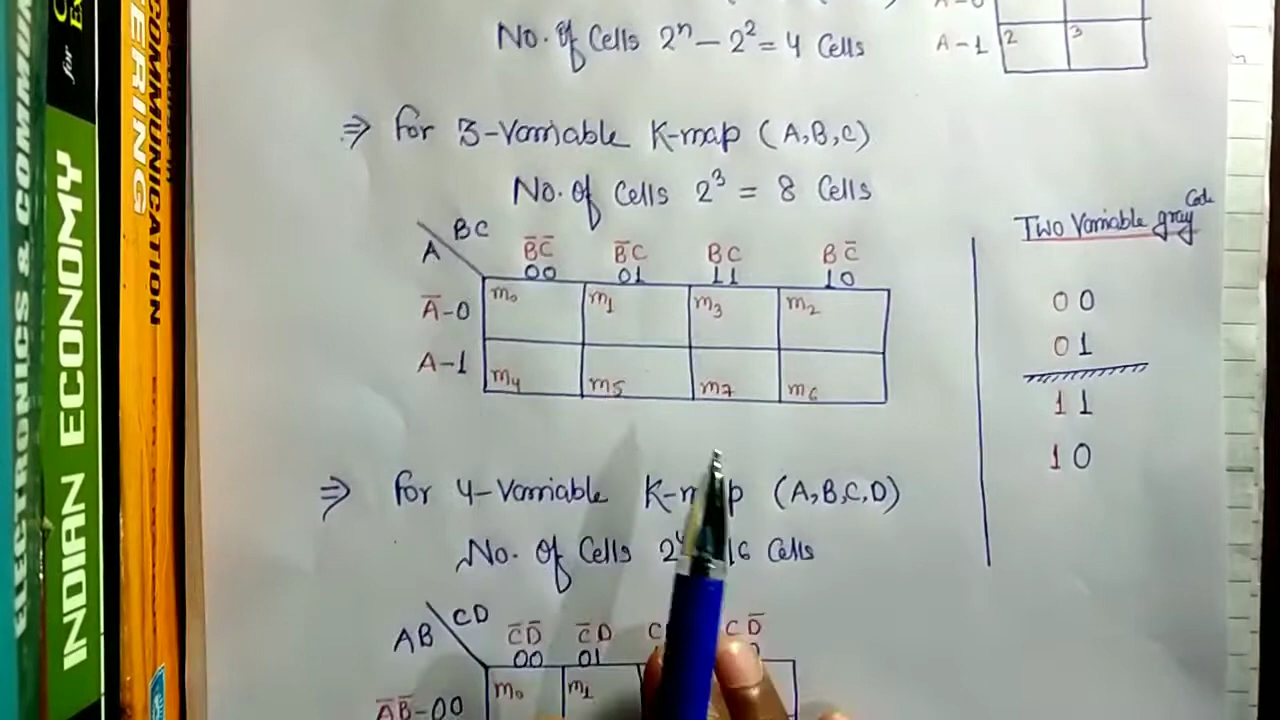 ELECTRONICS & COMMUN
INDIAN ECONOMY
for
COMMUNICATION
ERING
No. of Cells 2ⁿ - 2² = 4 Cells
A-0
A-1 2 3
⇒ for 3-Variable K-map (A,B,C)
No. of Cells 2³ = 8 Cells
A BC
B̅C̅ B̅C BC BC̅
00 01 11 10
A̅-0 m₀ m₁ m₃ m₂
A-1 m₄ m₅ m₇ m₆
Two Variable gray Code
00
01
11
10
⇒ for 4-Variable K-map (A,B,C,D)
No. of Cells 2⁴ 16 Cells
AB CD
C̅D̅ C̅D C CD̅
00 01
A̅B̅-00 m₀ m₁